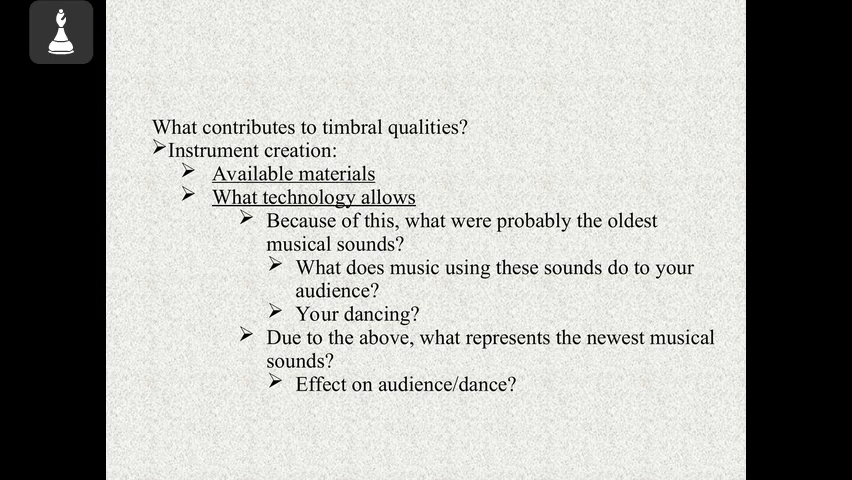 What contributes to timbral qualities?
➢Instrument creation:
➢ Available materials
➢ What technology allows
➢ Because of this, what were probably the oldest
musical sounds?
➢ What does music using these sounds do to your
audience?
➢ Your dancing?
➢ Due to the above, what represents the newest musical
sounds?
➢ Effect on audience/dance?